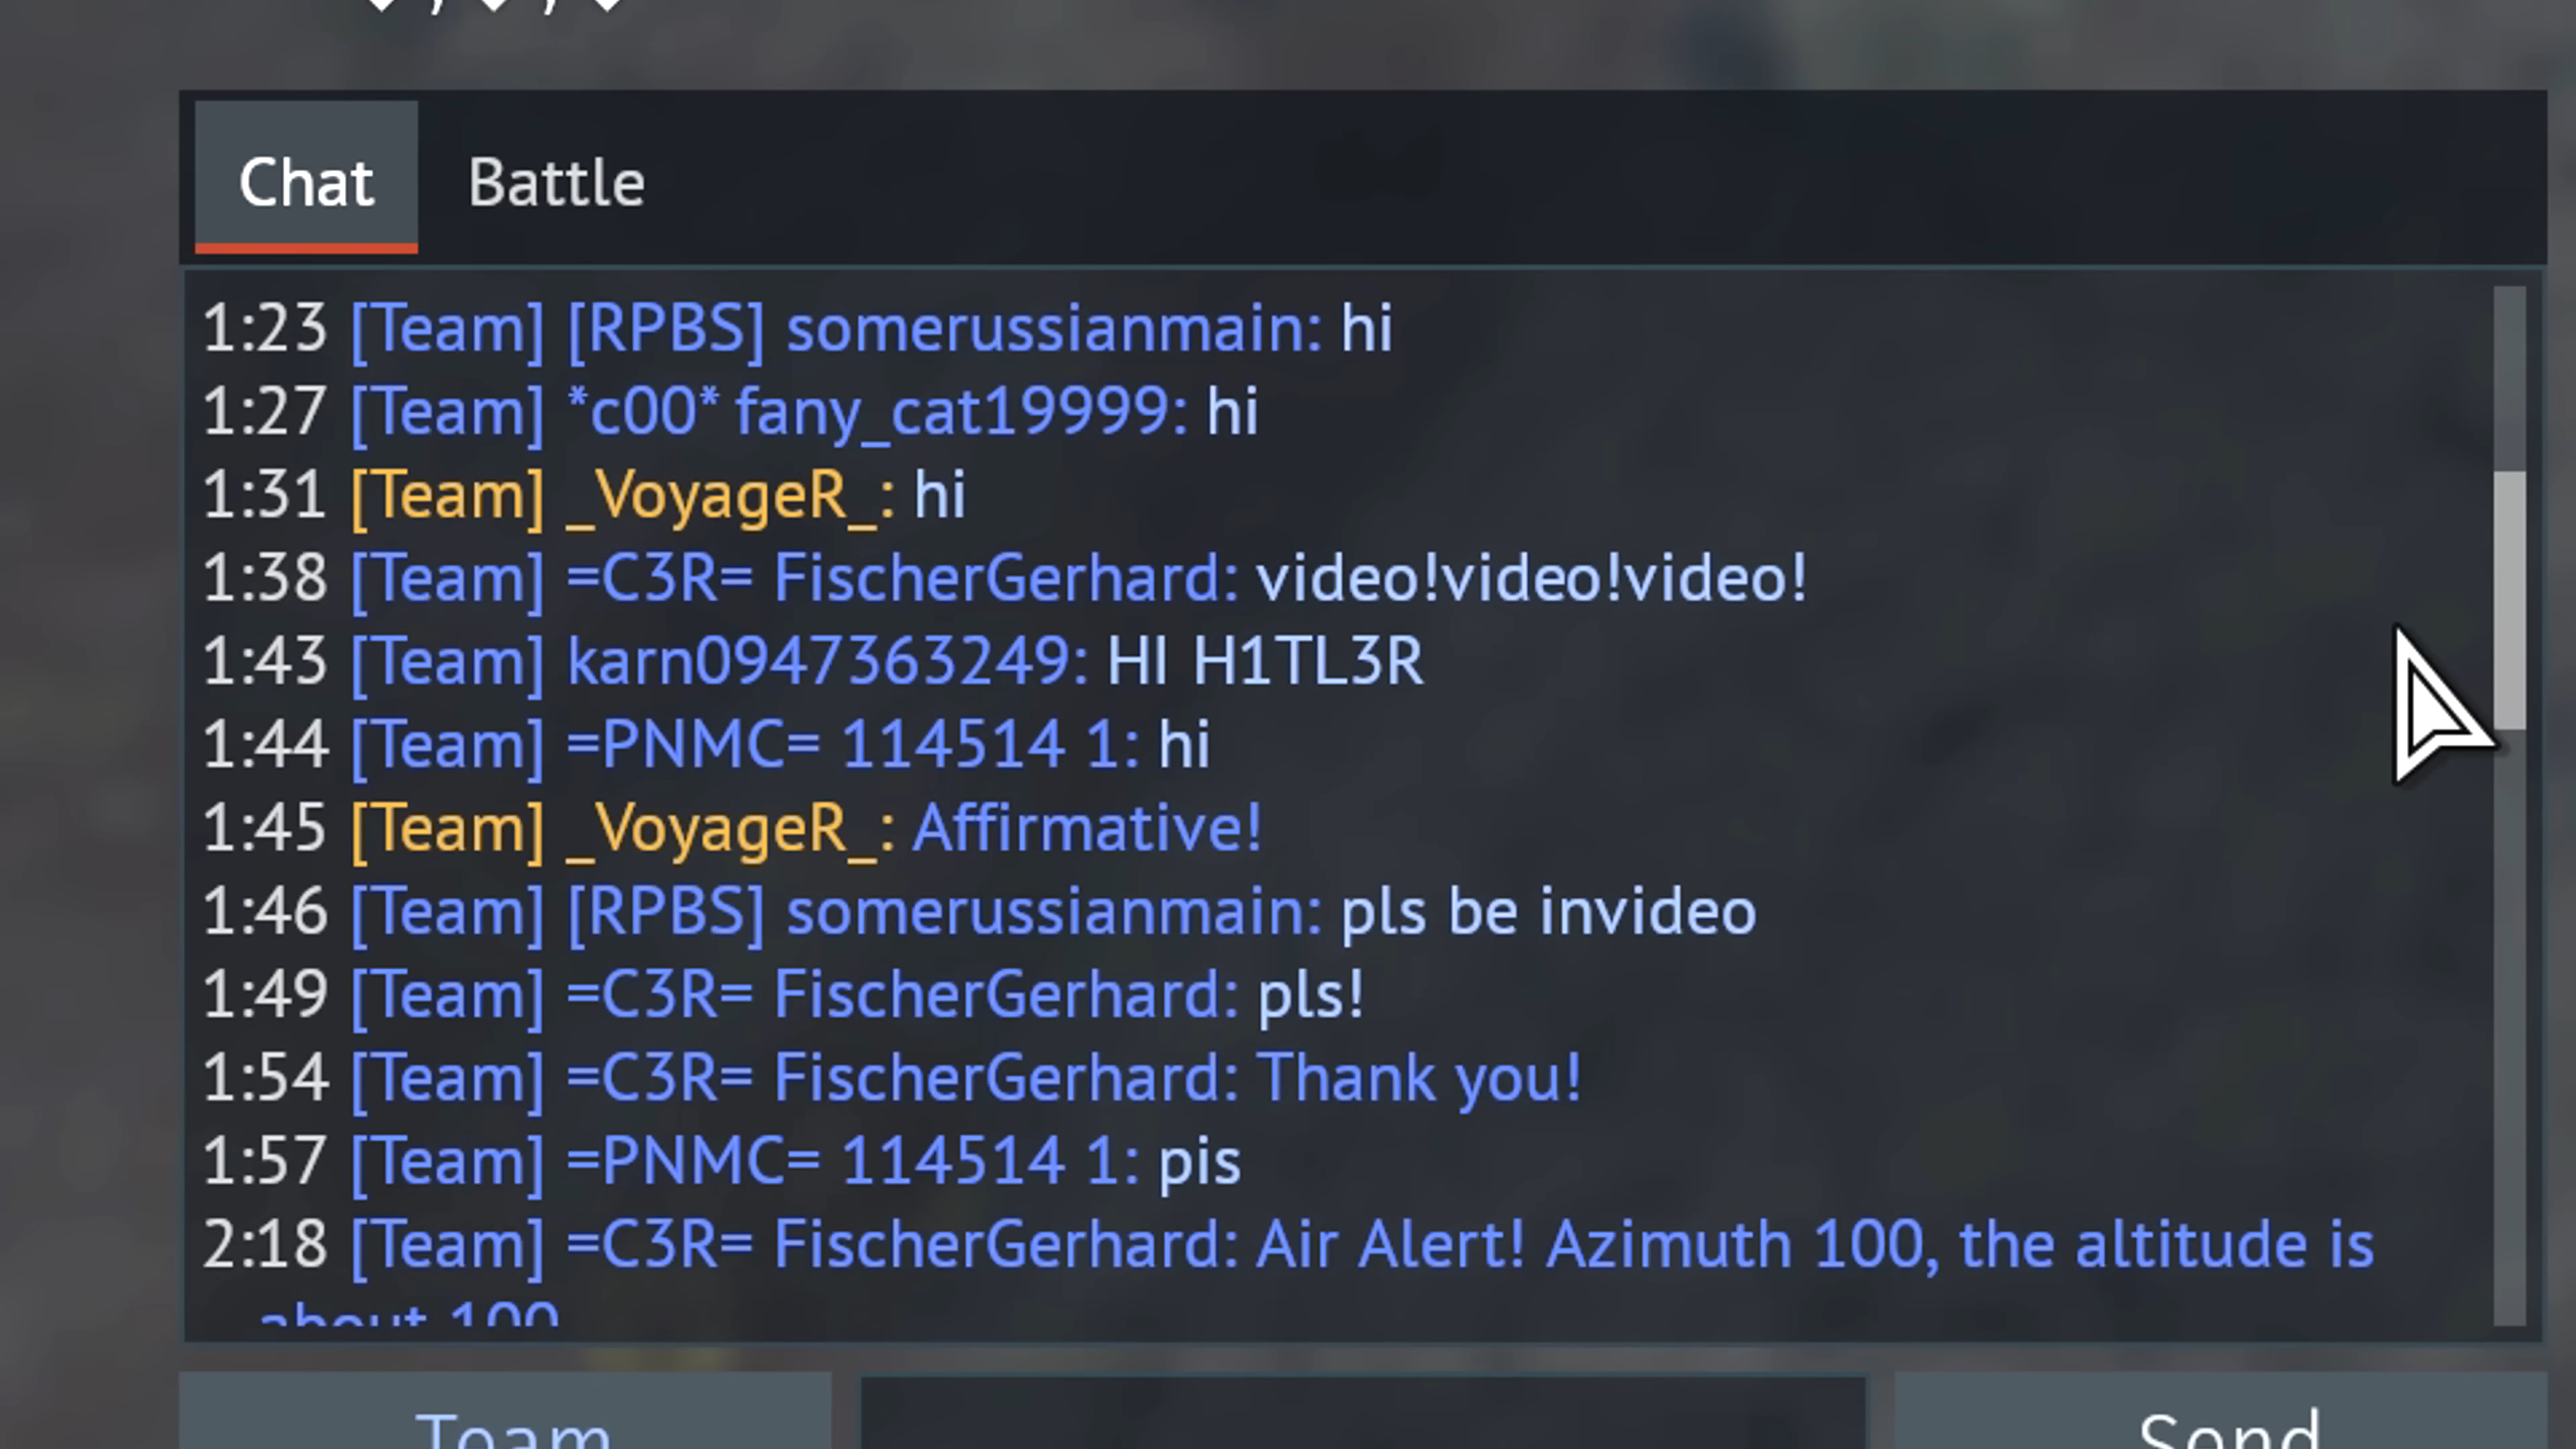 Chat Battle
1:23 [Team] [RPBS] somerussianmain: hi
1:27 [Team] *c00* fany_cat19999: hi
1:31 [Team] _VoyageR_: hi
1:38 [Team] =C3R= FischerGerhard: video!video!video!
1:43 [Team] karn0947363249: HI H1TL3R
1:44 [Team] =PNMC= 114514 1: hi
1:45 [Team] _VoyageR_: Affirmative!
1:46 [Team] [RPBS] somerussianmain: pls be invideo
1:49 [Team] =C3R= FischerGerhard: pls!
1:54 [Team] =C3R= FischerGerhard: Thank you!
1:57 [Team] =PNMC= 114514 1: pis
2:18 [Team] =C3R= FischerGerhard: Air Alert! Azimuth 100, the altitude is
about 100
Team Send